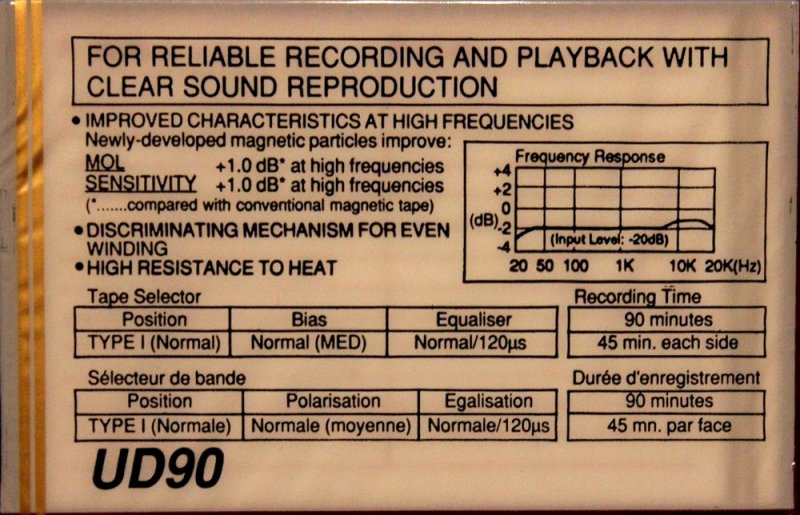 FOR RELIABLE RECORDING AND PLAYBACK WITH
CLEAR SOUND REPRODUCTION
• IMPROVED CHARACTERISTICS AT HIGH FREQUENCIES
Newly-developed magnetic particles improve:
MOL +1.0 dB* at high frequencies
SENSITIVITY +1.0 dB* at high frequencies
(*.......compared with conventional magnetic tape)
• DISCRIMINATING MECHANISM FOR EVEN
WINDING
• HIGH RESISTANCE TO HEAT
Frequency Response
+4
+2
0
(dB)
-2
-4
(Input Level: -20dB)
20 50 100 1K 10K 20K(Hz)
Tape Selector
Position Bias Equaliser
TYPE I (Normal) Normal (MED) Normal/120µs
Recording Time
90 minutes
45 min. each side
Sélecteur de bande
Position Polarisation Egalisation
TYPE I (Normale) Normale (moyenne) Normale/120µs
Durée d'enregistrement
90 minutes
45 mn. par face
UD90